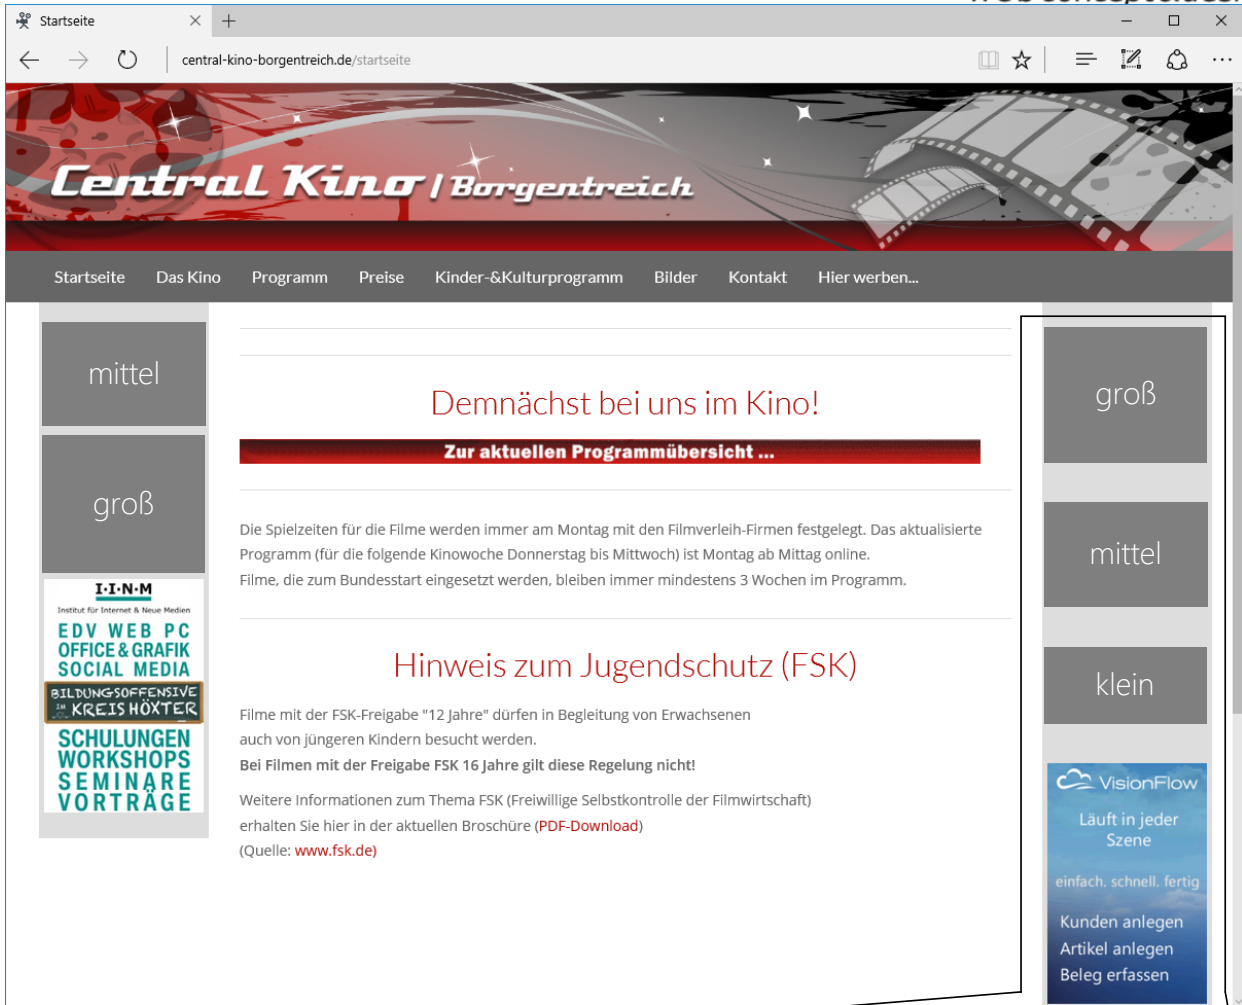 Startseite
central-kino-borgentreich.de/startseite
Central Kino / Borgentreich
Startseite Das Kino Programm Preise Kinder-&Kulturprogramm Bilder Kontakt Hier werben...
mittel
groß
I·I·N·M
Institut für Internet & Neue Medien
EDV WEB PC
OFFICE & GRAFIK
SOCIAL MEDIA
BILDUNGSOFFENSIVE
IM KREIS HÖXTER
SCHULUNGEN
WORKSHOPS
SEMINARE
VORTRÄGE
Demnächst bei uns im Kino!
Zur aktuellen Programmübersicht ...
Die Spielzeiten für die Filme werden immer am Montag mit den Filmverleih-Firmen festgelegt. Das aktualisierte
Programm (für die folgende Kinowoche Donnerstag bis Mittwoch) ist Montag ab Mittag online.
Filme, die zum Bundesstart eingesetzt werden, bleiben immer mindestens 3 Wochen im Programm.
Hinweis zum Jugendschutz (FSK)
Filme mit der FSK-Freigabe "12 Jahre" dürfen in Begleitung von Erwachsenen
auch von jüngeren Kindern besucht werden.
Bei Filmen mit der Freigabe FSK 16 Jahre gilt diese Regelung nicht!
Weitere Informationen zum Thema FSK (Freiwillige Selbstkontrolle der Filmwirtschaft)
erhalten Sie hier in der aktuellen Broschüre (PDF-Download)
(Quelle: www.fsk.de)
groß
mittel
klein
VisionFlow
Läuft in jeder
Szene
einfach. schnell. fertig
Kunden anlegen
Artikel anlegen
Beleg erfassen